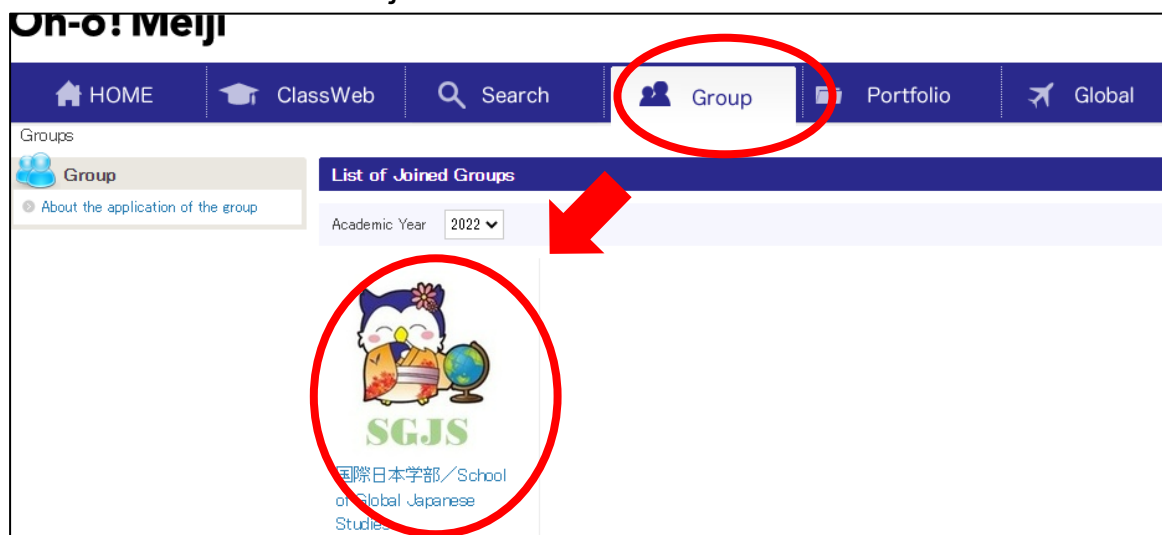 Oh-o! Meiji
HOME ClassWeb Search Group Portfolio Global
Groups
Group
About the application of the group
List of Joined Groups
Academic Year 2022
SGJS
国際日本学部／School
of Global Japanese
Studies